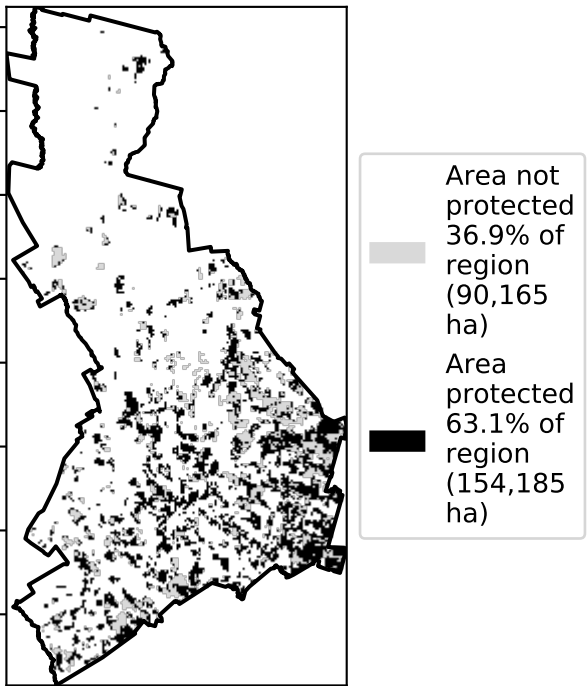 Area not
protected
36.9% of
region
(90,165
ha)
Area
protected
63.1% of
region
(154,185
ha)